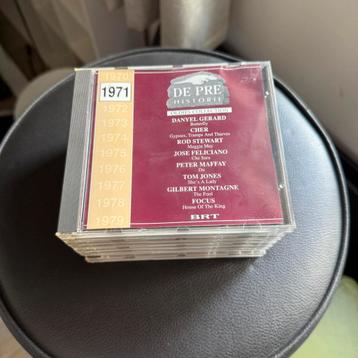 1970
1971
1972
1973
1974
1975
1976
1977
1978
1979
DE PRE
HISTORIE
OLDIES COLLECTION
DANYEL GERARD
Butterfly
CHER
Gypsies, Tramps And Thieves
ROD STEWART
Maggie May
JOSE FELICIANO
Che Sara
PETER MAFFAY
Du
TOM JONES
She's A Lady
GILBERT MONTAGNE
The Fool
FOCUS
House Of The King
BRT